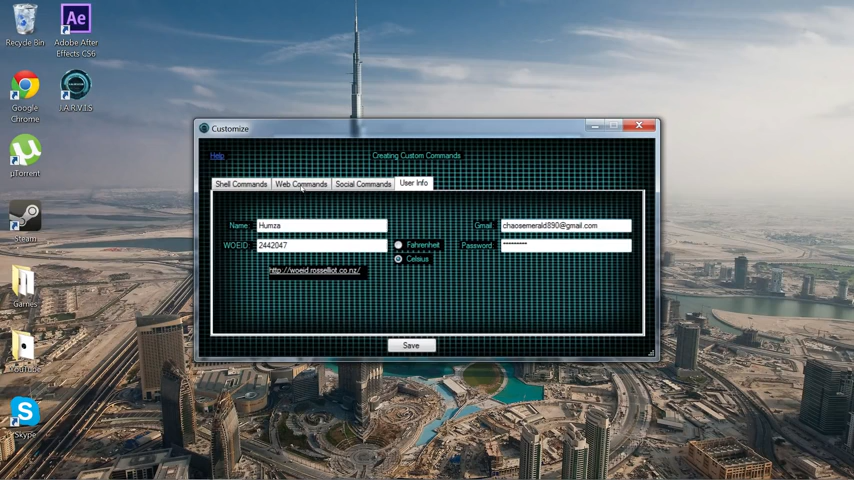 Recycle Bin
Adobe After
Effects CS6
Google
Chrome
J.A.R.V.I.S
µTorrent
Steam
Games
YouTube
Skype
Customize
Help
Creating Custom Commands
Shell Commands
Web Commands
Social Commands
User Info
Name:
Humza
Gmail:
chaosemerald890@gmail.com
WOEID:
2442047
Fahrenheit
Password:
*********
Celsius
http://woeid.rosselliot.co.nz/
Save